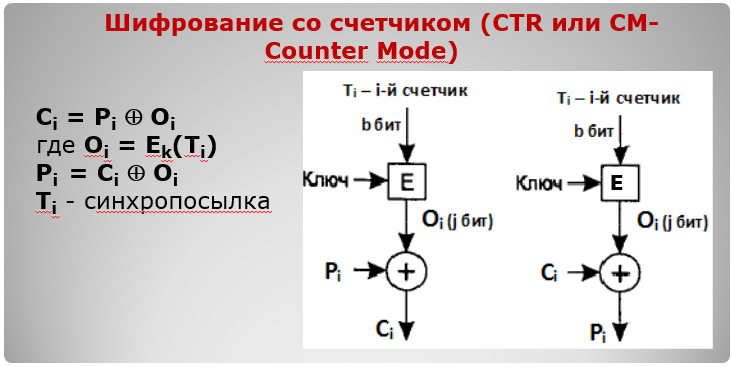 Шифрование со счетчиком (CTR или CM-
Counter Mode)
Cᵢ = Pᵢ ⊕ Oᵢ
где Oᵢ = Eₖ(Tᵢ)
Pᵢ = Cᵢ ⊕ Oᵢ
Tᵢ - синхропосылка
Tᵢ – i-й счетчик
b бит
Ключ
E
Oᵢ (j бит)
Pᵢ
+
Cᵢ
Tᵢ – i-й счетчик
b бит
Ключ
E
Oᵢ (j бит)
Cᵢ
+
Pᵢ